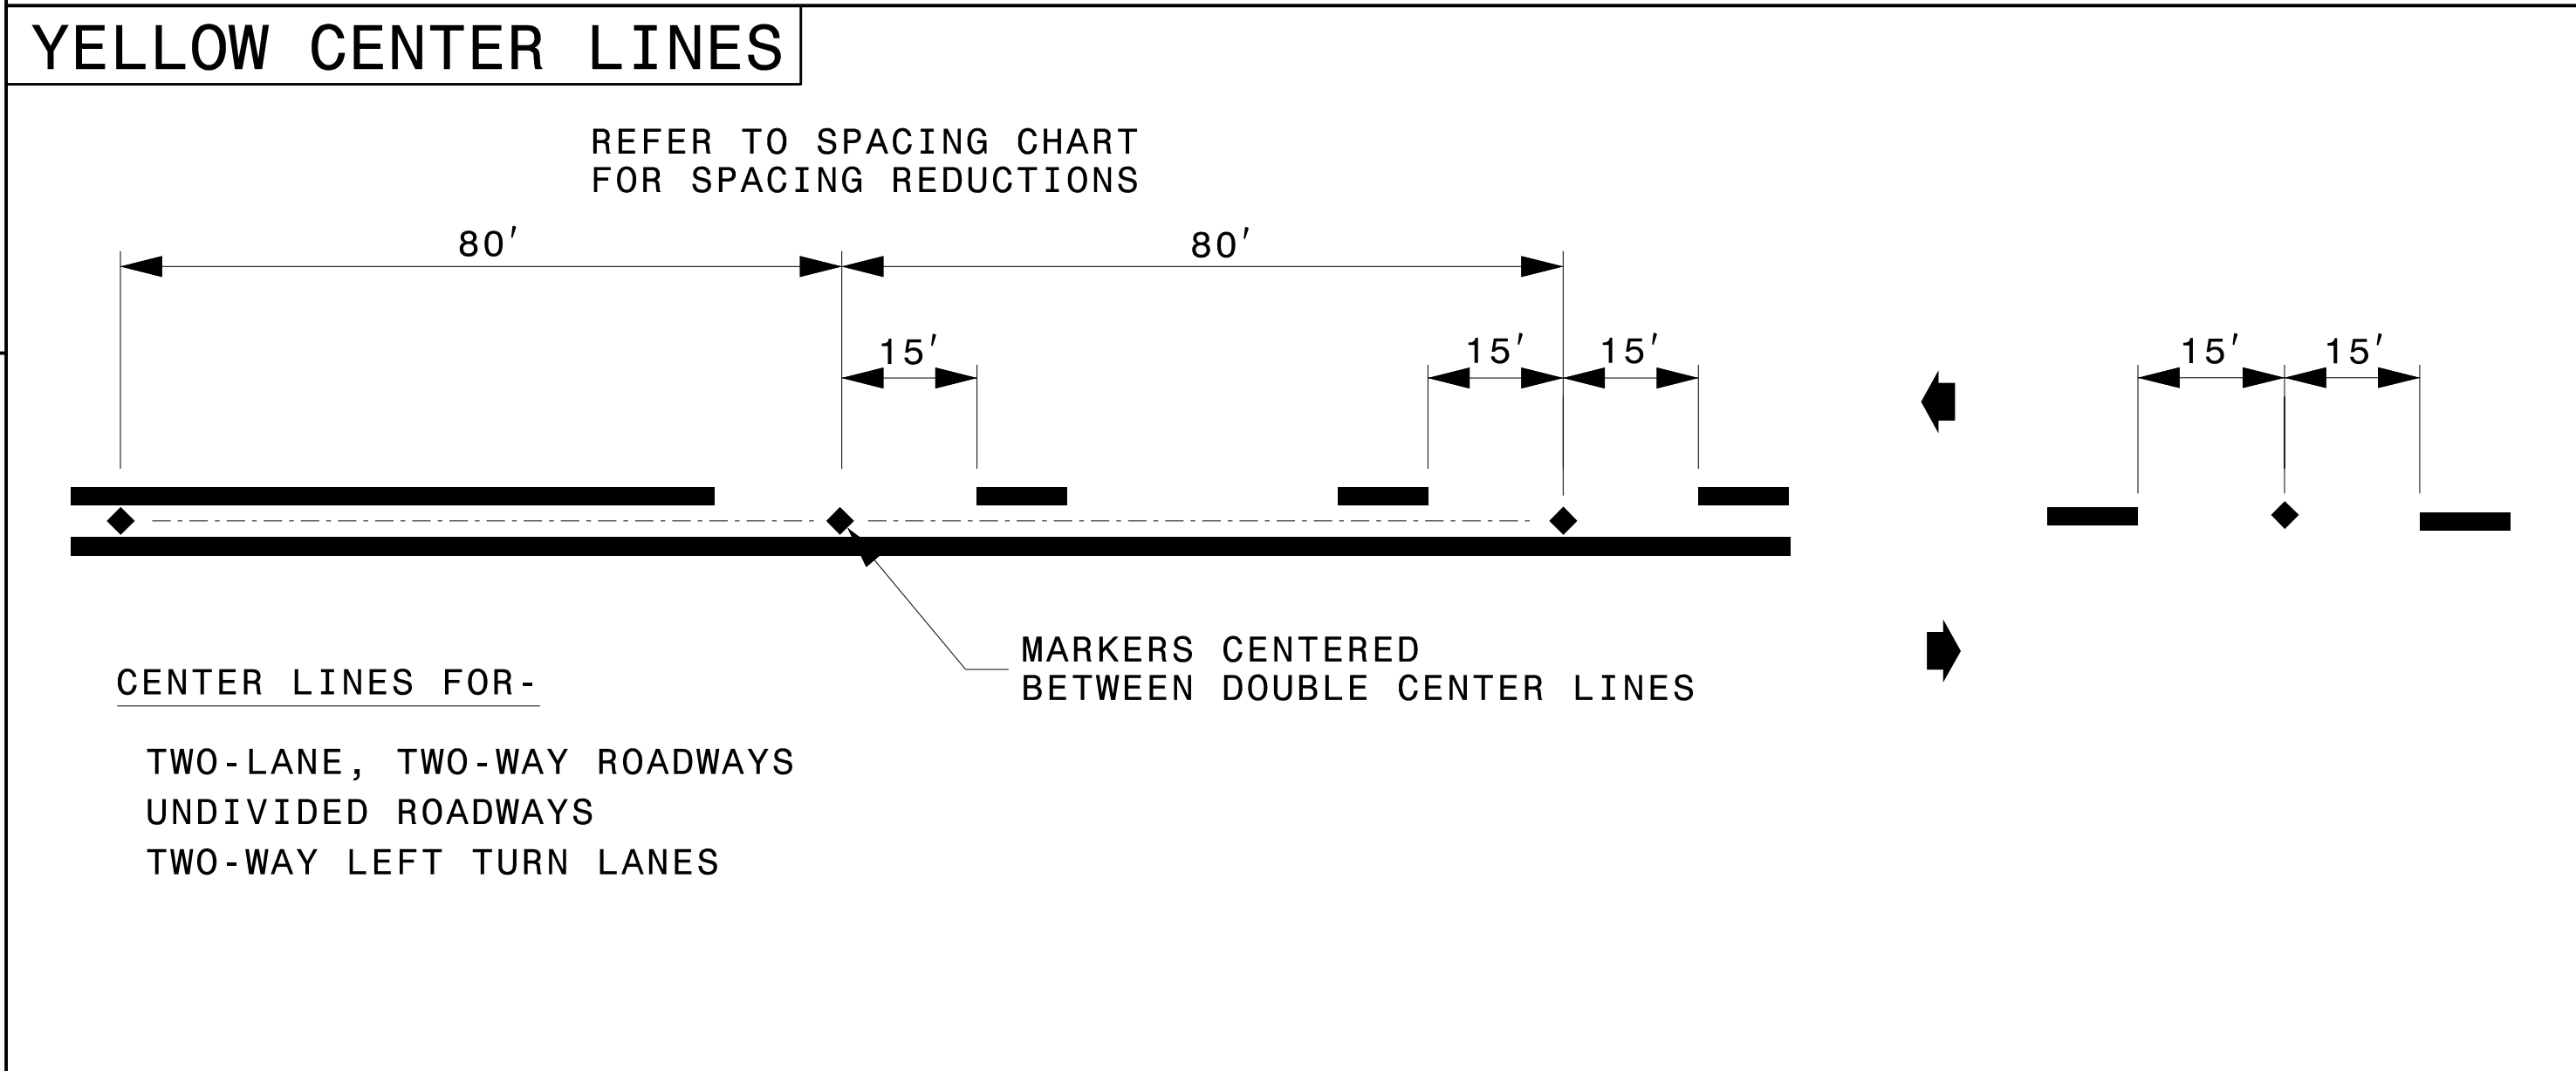 YELLOW CENTER LINES
REFER TO SPACING CHART
FOR SPACING REDUCTIONS
80'
80'
15'
15'
15'
15'
15'
MARKERS CENTERED
BETWEEN DOUBLE CENTER LINES
CENTER LINES FOR-
TWO-LANE, TWO-WAY ROADWAYS
UNDIVIDED ROADWAYS
TWO-WAY LEFT TURN LANES